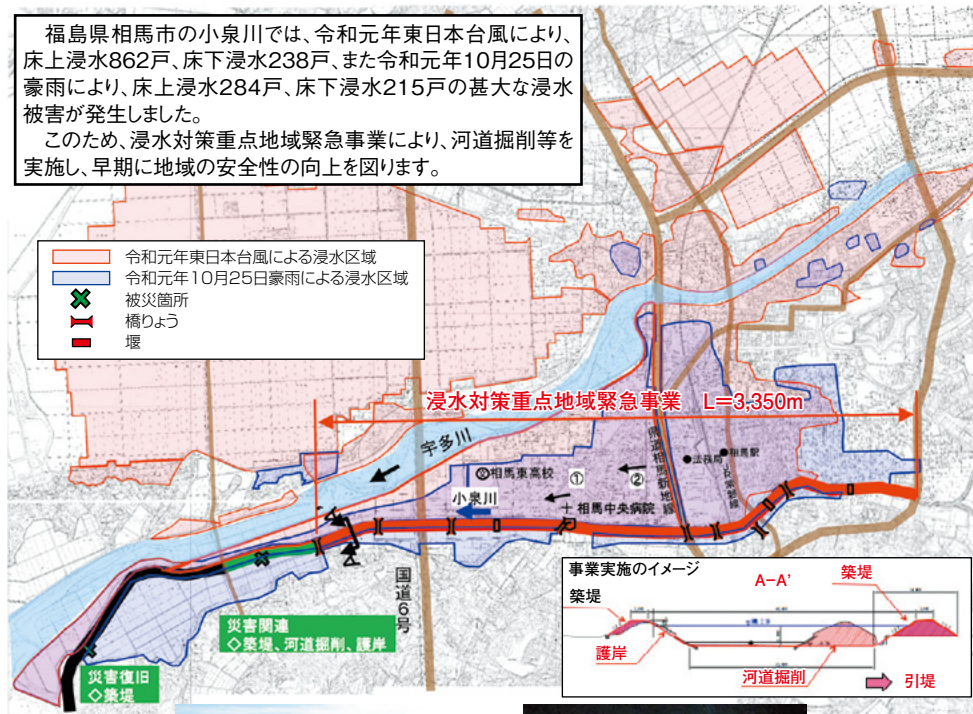 福島県相馬市の小泉川では、令和元年東日本台風により、
床上浸水862戸、床下浸水238戸、また令和元年10月25日の
豪雨により、床上浸水284戸、床下浸水215戸の甚大な浸水
被害が発生しました。
このため、浸水対策重点地域緊急事業により、河道掘削等を
実施し、早期に地域の安全性の向上を図ります。
令和元年東日本台風による浸水区域
令和元年10月25日豪雨による浸水区域
被災箇所
橋りょう
堰
浸水対策重点地域緊急事業 L=3,350m
宇多川
県道相馬新地線
法務局
相馬駅
JR常磐線
相馬東高校
①
②
小泉川
相馬中央病院
国道6号
災害関連
◇築堤、河道掘削、護岸
災害復旧
◇築堤
事業実施のイメージ
A-A’
築堤
築堤
護岸
河道掘削
引堤